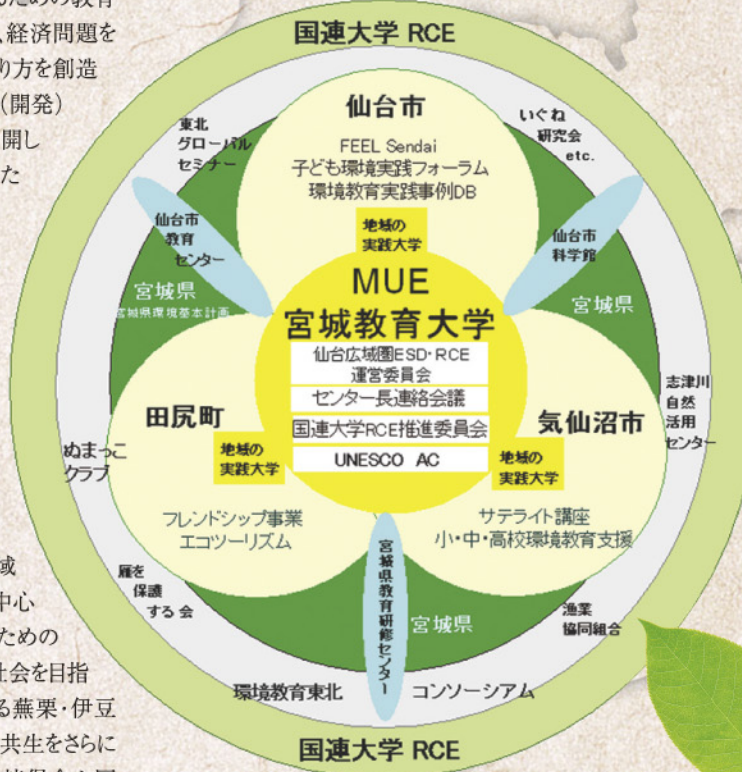 るための教育
、経済問題を
り方を創造
(開発)
開し
た
国連大学 RCE
東北
グローバル
セミナー
仙台市
FEEL Sendai
子ども環境実践フォーラム
環境教育実践事例DB
いぐね
研究会
etc.
仙台市
教育
センター
地域の
実践大学
仙台市
科学館
宮城県
宮城県環境基本計画
MUE
宮城教育大学
宮城県
仙台広域圏ESD・RCE
運営委員会
センター長連絡会議
国連大学RCE推進委員会
UNESCO AC
田尻町
地域の
実践大学
フレンドシップ事業
エコツーリズム
気仙沼市
地域の
実践大学
サテライト講座
小・中・高校環境教育支援
志津川
自然
活用
センター
ぬまっこ
クラブ
雁を
保護
する会
宮城県教育研修センター
宮城県
漁業
協同組合
環境教育東北
コンソーシアム
国連大学 RCE
域
中心
ための
社会を目指
る蕪栗・伊豆
共生をさらに